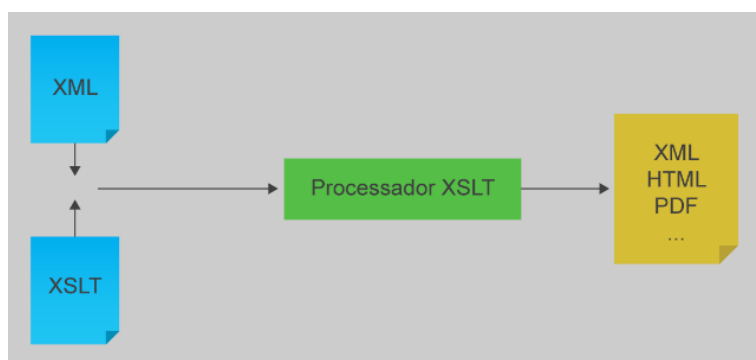 XML
XSLT
Processador XSLT
XML
HTML
PDF
...